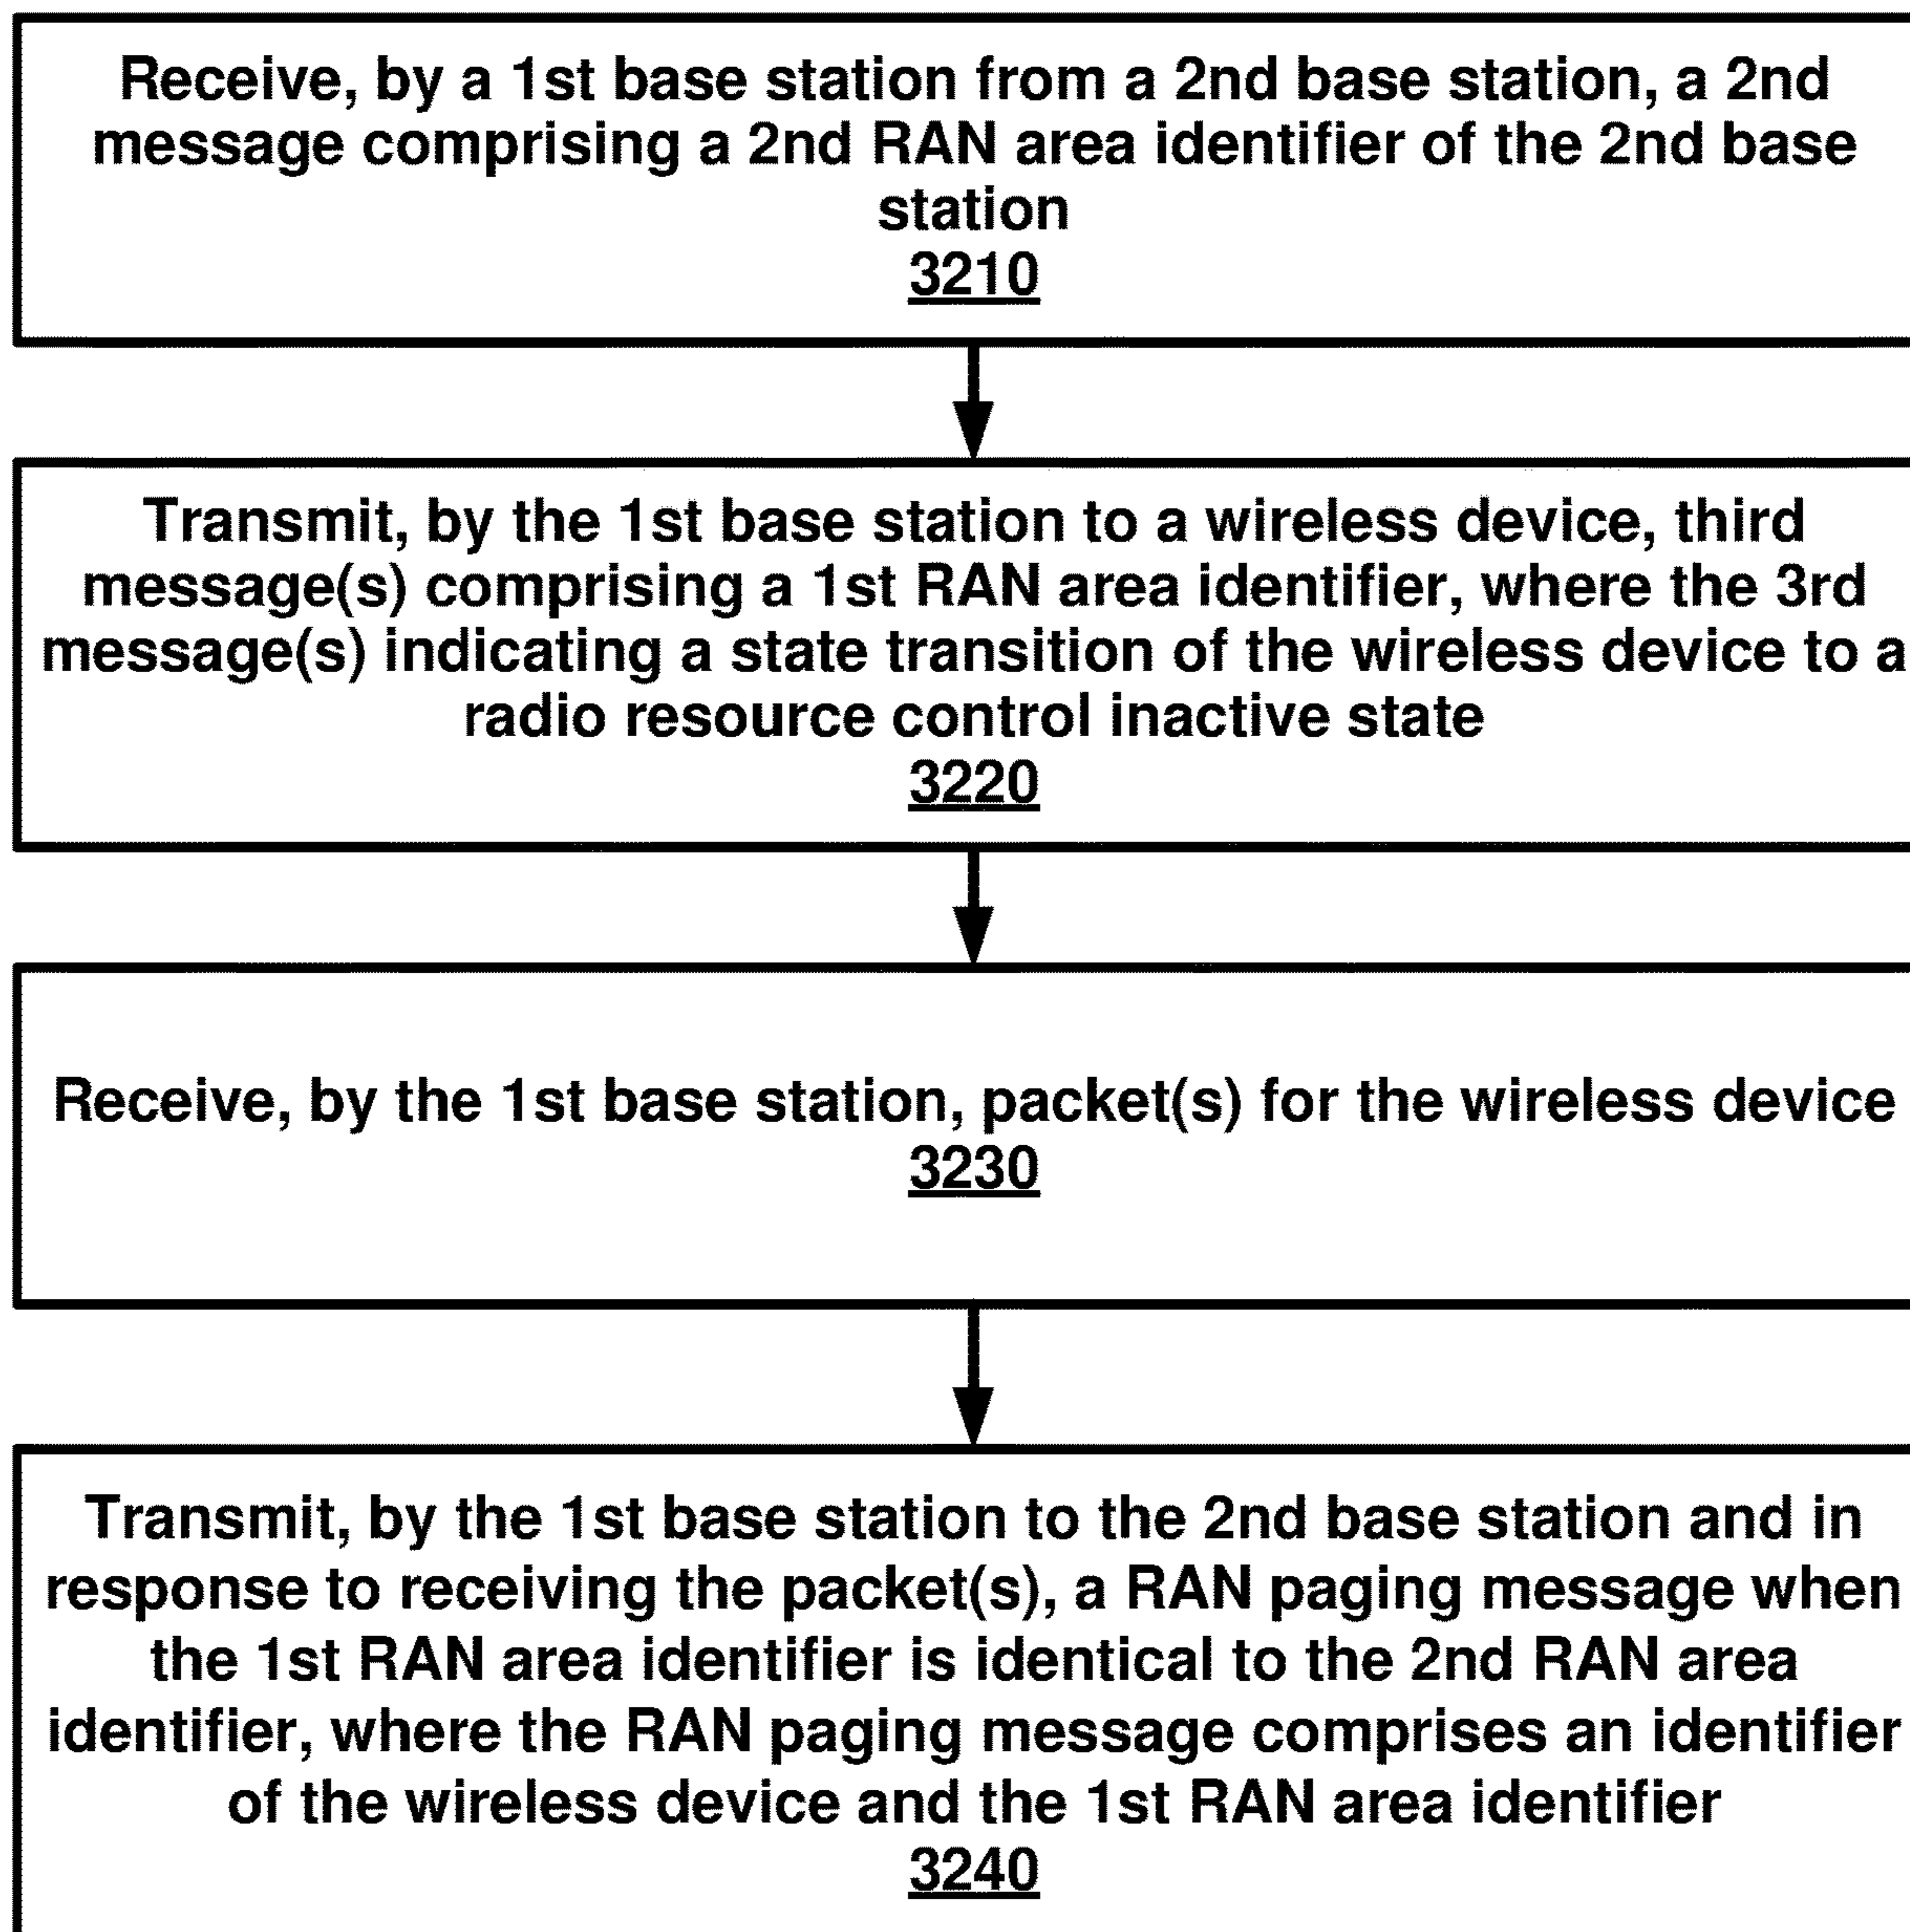 Receive, by a 1st base station from a 2nd base station, a 2nd
message comprising a 2nd RAN area identifier of the 2nd base
station
3210
Transmit, by the 1st base station to a wireless device, third
message(s) comprising a 1st RAN area identifier, where the 3rd
message(s) indicating a state transition of the wireless device to a
radio resource control inactive state
3220
Receive, by the 1st base station, packet(s) for the wireless device
3230
Transmit, by the 1st base station to the 2nd base station and in
response to receiving the packet(s), a RAN paging message when
the 1st RAN area identifier is identical to the 2nd RAN area
identifier, where the RAN paging message comprises an identifier
of the wireless device and the 1st RAN area identifier
3240